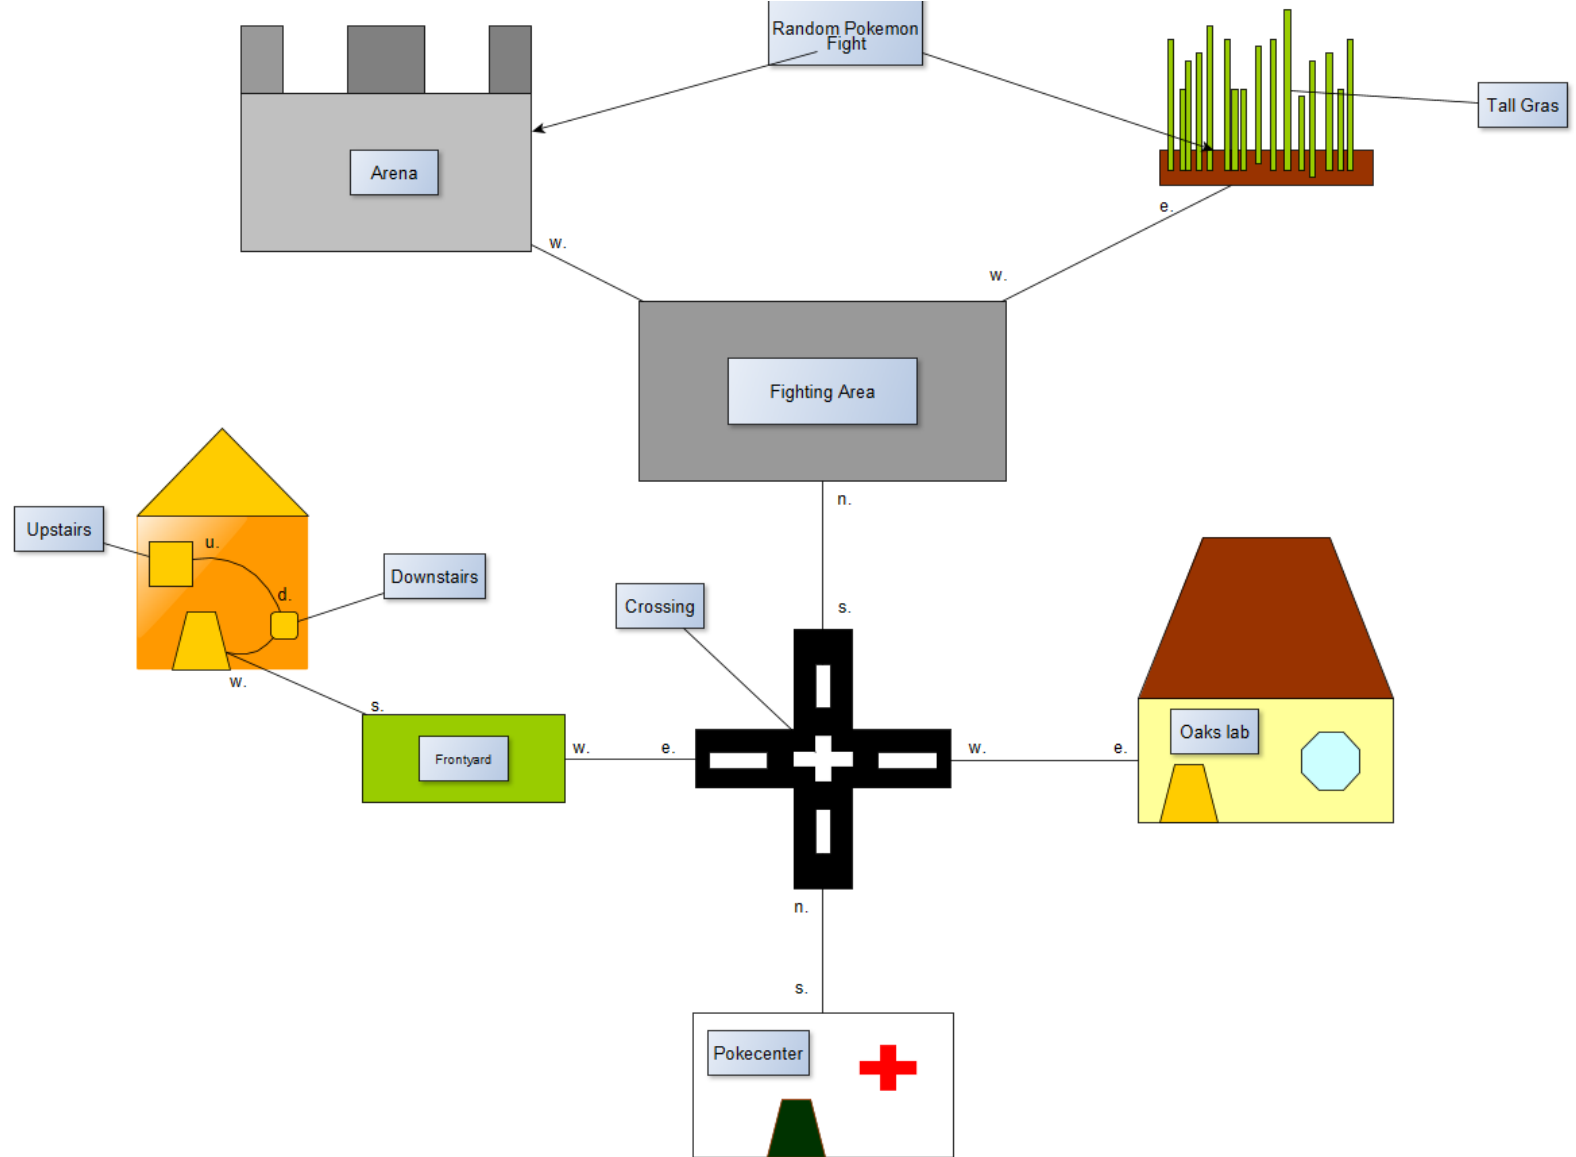 Random Pokemon
Fight
Tall Gras
Arena
w.
e.
w.
Fighting Area
n.
Upstairs
u.
Downstairs
d.
Crossing
s.
w.
s.
Frontyard
w.
e.
w.
e.
Oaks lab
n.
s.
Pokecenter